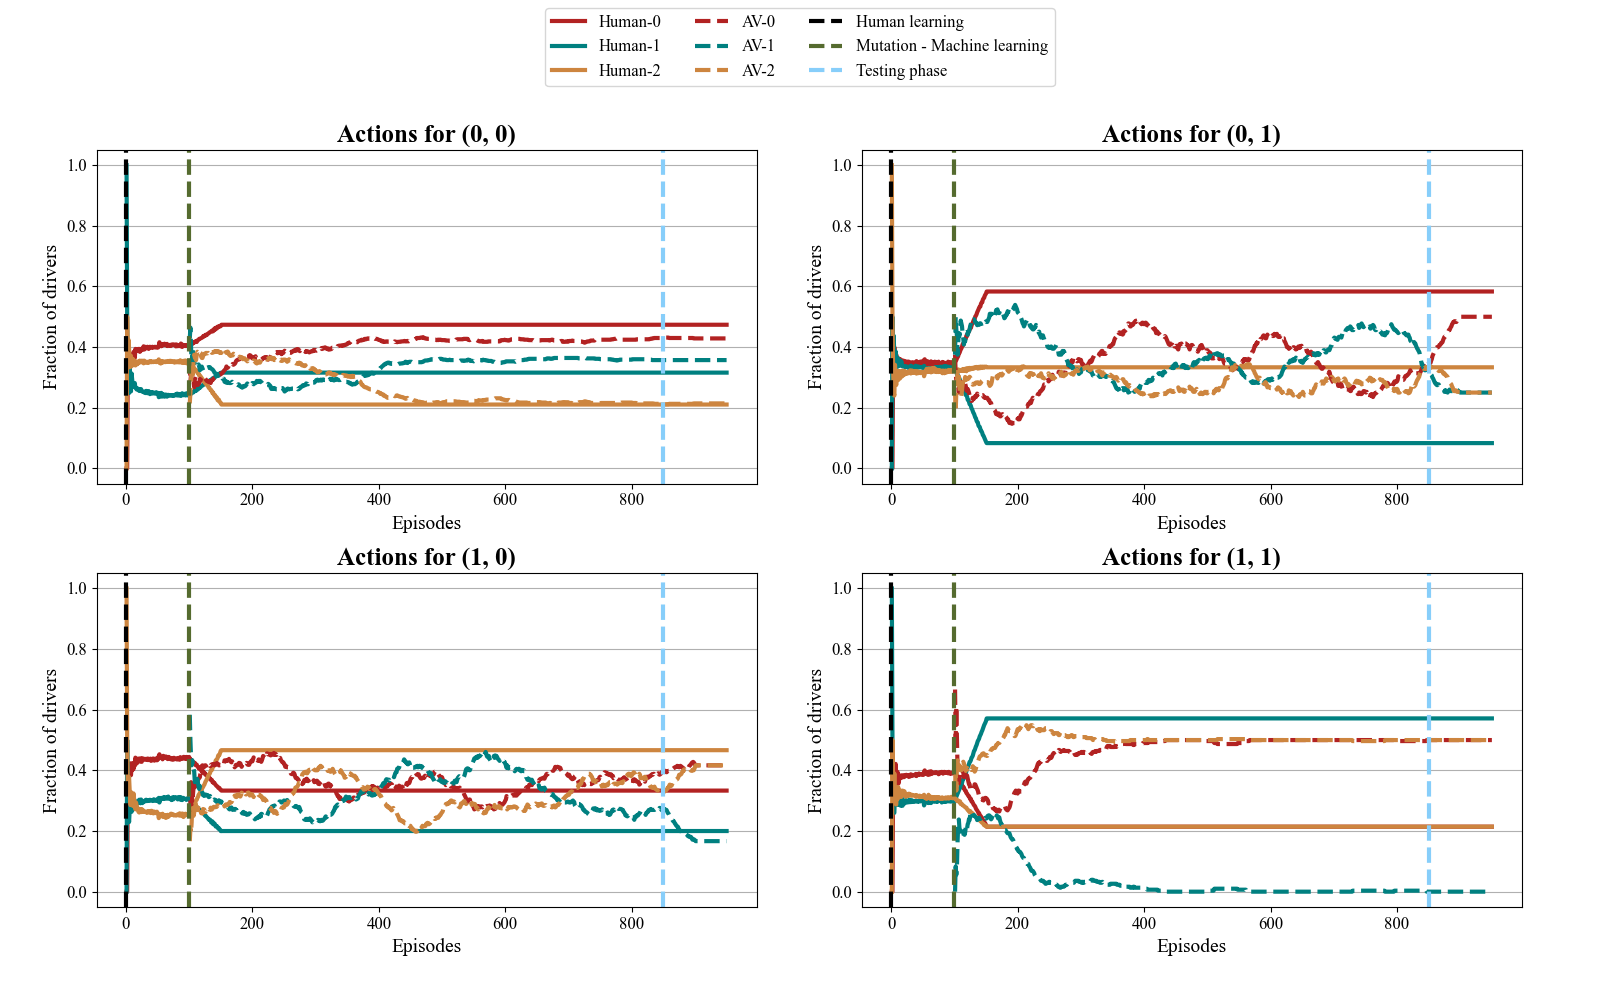 Human-0 AV-0 Human learning
Human-1 AV-1 Mutation - Machine learning
Human-2 AV-2 Testing phase
Actions for (0, 0)
Fraction of drivers
1.0
0.8
0.6
0.4
0.2
0.0
0 200 400 600 800
Episodes
Actions for (0, 1)
Fraction of drivers
1.0
0.8
0.6
0.4
0.2
0.0
0 200 400 600 800
Episodes
Actions for (1, 0)
Fraction of drivers
1.0
0.8
0.6
0.4
0.2
0.0
0 200 400 600 800
Episodes
Actions for (1, 1)
Fraction of drivers
1.0
0.8
0.6
0.4
0.2
0.0
0 200 400 600 800
Episodes